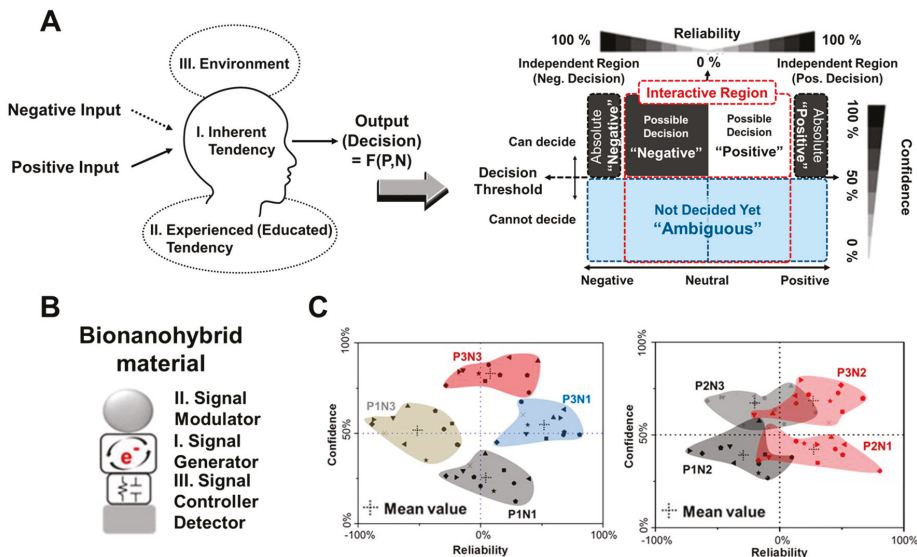 A
III. Environment
Negative Input
Positive Input
I. Inherent
Tendency
II. Experienced (Educated)
Tendency
Output
(Decision)
= F(P,N)
Reliability
100 %
100 %
0 %
Independent Region
(Neg. Decision)
Independent Region
(Pos. Decision)
Interactive Region
Absolute
“Negative”
Possible
Decision
“Negative”
Possible
Decision
“Positive”
Absolute
“Positive”
Can decide
Decision
Threshold
Cannot decide
Not Decided Yet
“Ambiguous”
100 %
50 %
0 %
Confidence
Negative
Neutral
Positive
B
Bionanohybrid
material
II. Signal
Modulator
I. Signal
Generator
III. Signal
Controller
Detector
e-
C
100%
50%
0%
Confidence
P3N3
P1N3
P3N1
P1N1
Mean value
-100%
0%
100%
Reliability
100%
50%
0%
Confidence
P2N3
P3N2
P1N2
P2N1
Mean value
-100%
0%
100%
Reliability